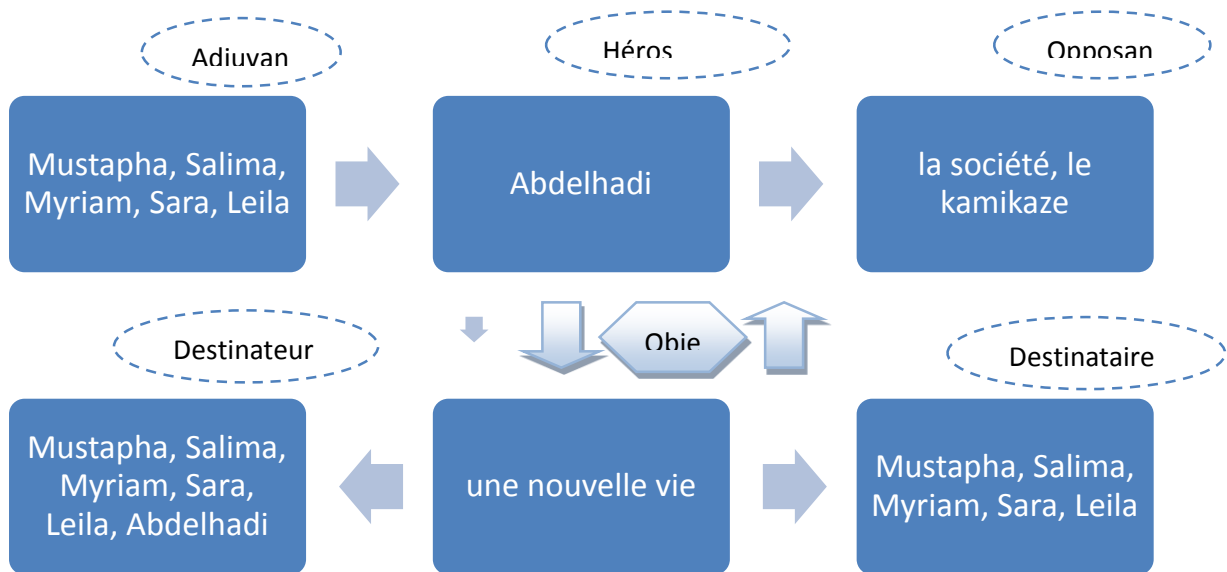 Adjuvan
Héros
Opposan
Mustapha, Salima,
Myriam, Sara, Leila
Abdelhadi
la société, le
kamikaze
Obje
Destinateur
Destinataire
Mustapha, Salima,
Myriam, Sara,
Leila, Abdelhadi
une nouvelle vie
Mustapha, Salima,
Myriam, Sara, Leila